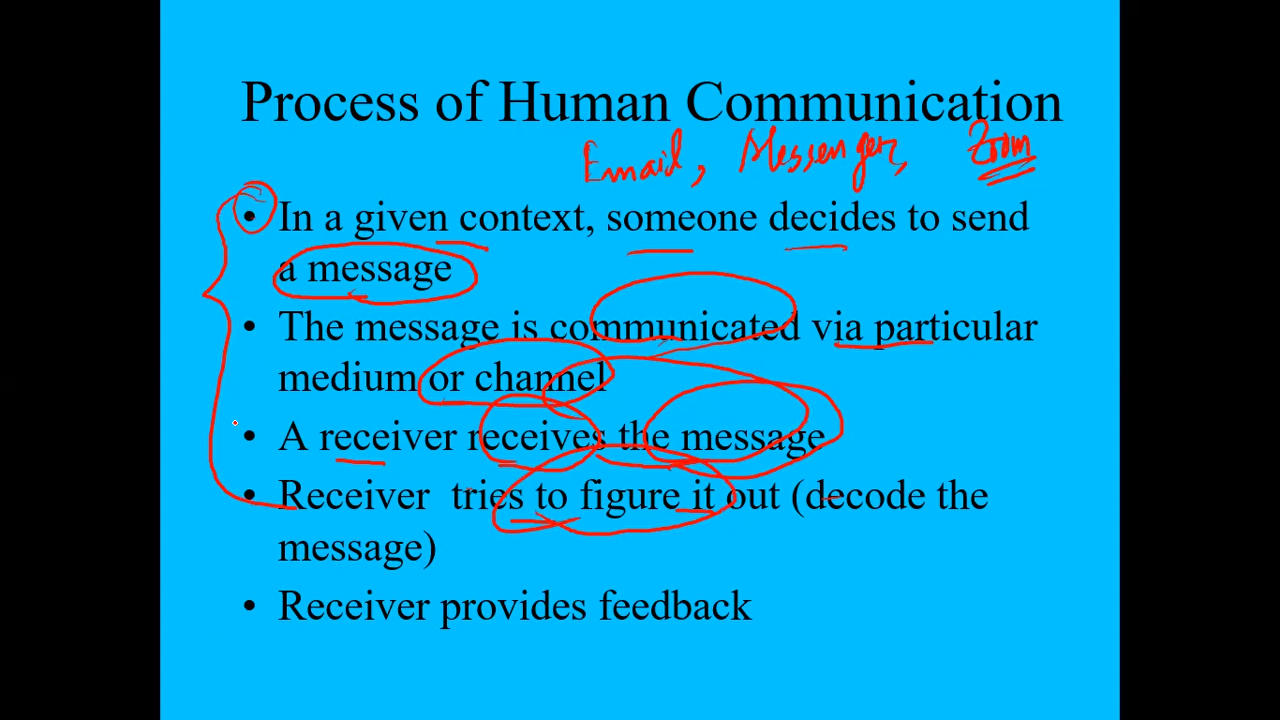 Process of Human Communication
Email, Messenger, Zoom
• In a given context, someone decides to send
a message
• The message is communicated via particular
medium or channel
• A receiver receives the message
• Receiver tries to figure it out (decode the
message)
• Receiver provides feedback